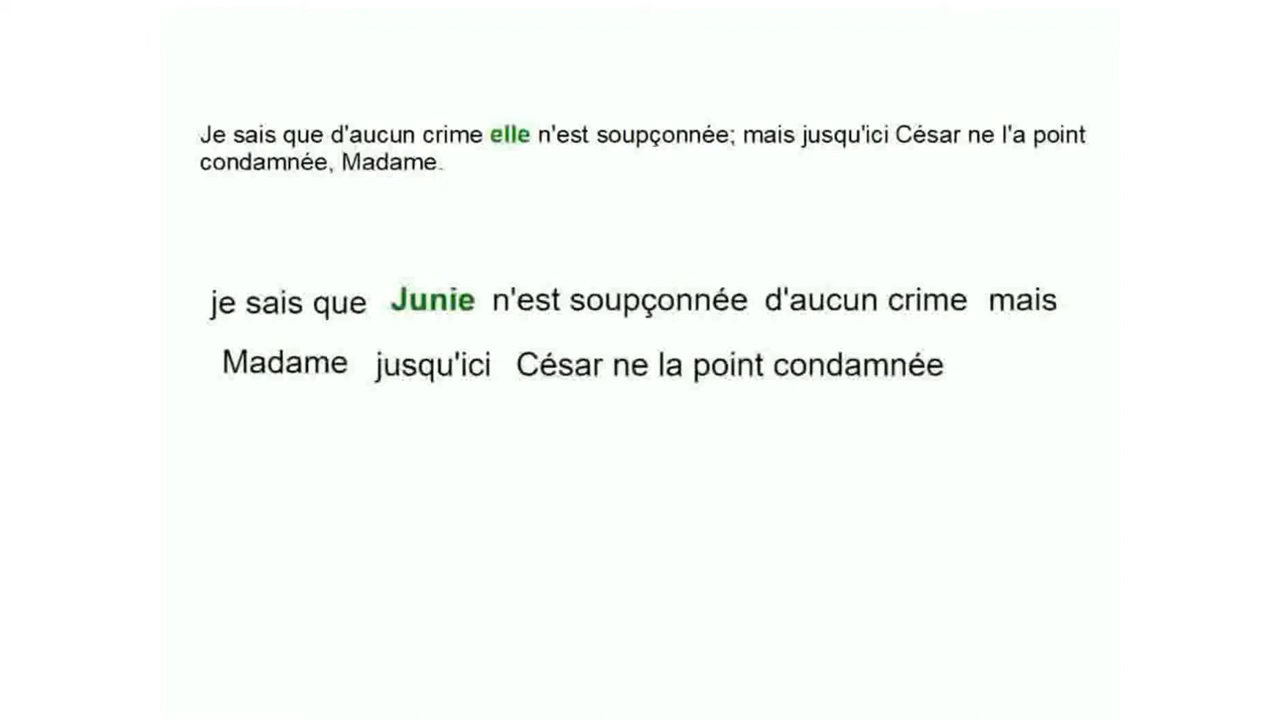 Je sais que d'aucun crime elle n'est soupçonnée; mais jusqu'ici César ne l'a point
condamnée, Madame.
je sais que Junie n'est soupçonnée d'aucun crime mais
Madame jusqu'ici César ne la point condamnée